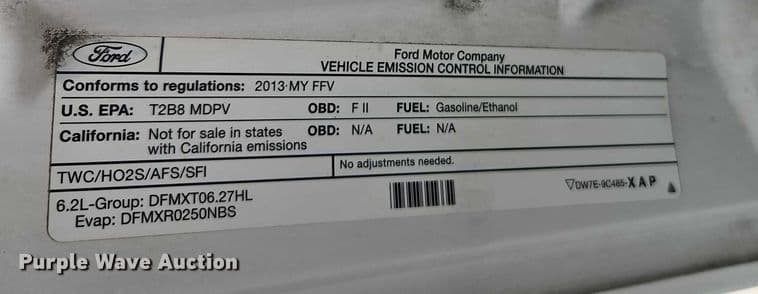 Ford
Ford Motor Company
VEHICLE EMISSION CONTROL INFORMATION
Conforms to regulations: 2013 MY FFV
U.S. EPA: T2B8 MDPV OBD: F II FUEL: Gasoline/Ethanol
California: Not for sale in states OBD: N/A FUEL: N/A
with California emissions
TWC/HO2S/AFS/SFI
No adjustments needed.
6.2L-Group: DFMXT06.27HL
Evap: DFMXR0250NBS
DW7E-9C485-XAP
Purple Wave Auction